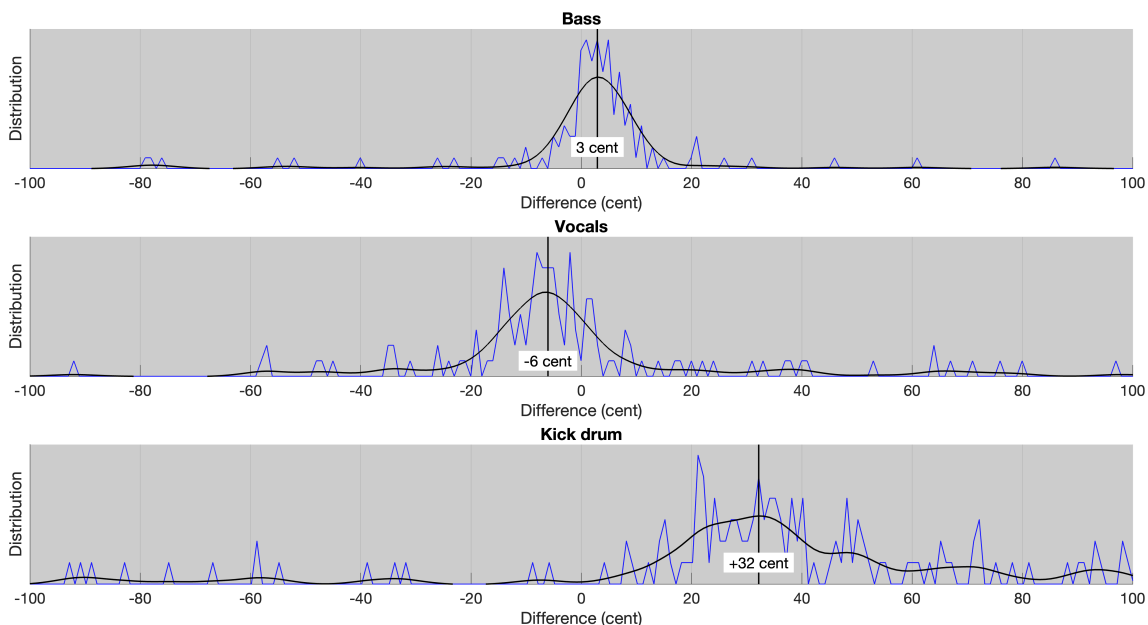 Bass
Distribution
3 cent
-100 -80 -60 -40 -20 0 20 40 60 80 100
Difference (cent)
Vocals
Distribution
-6 cent
-100 -80 -60 -40 -20 0 20 40 60 80 100
Difference (cent)
Kick drum
Distribution
+32 cent
-100 -80 -60 -40 -20 0 20 40 60 80 100
Difference (cent)